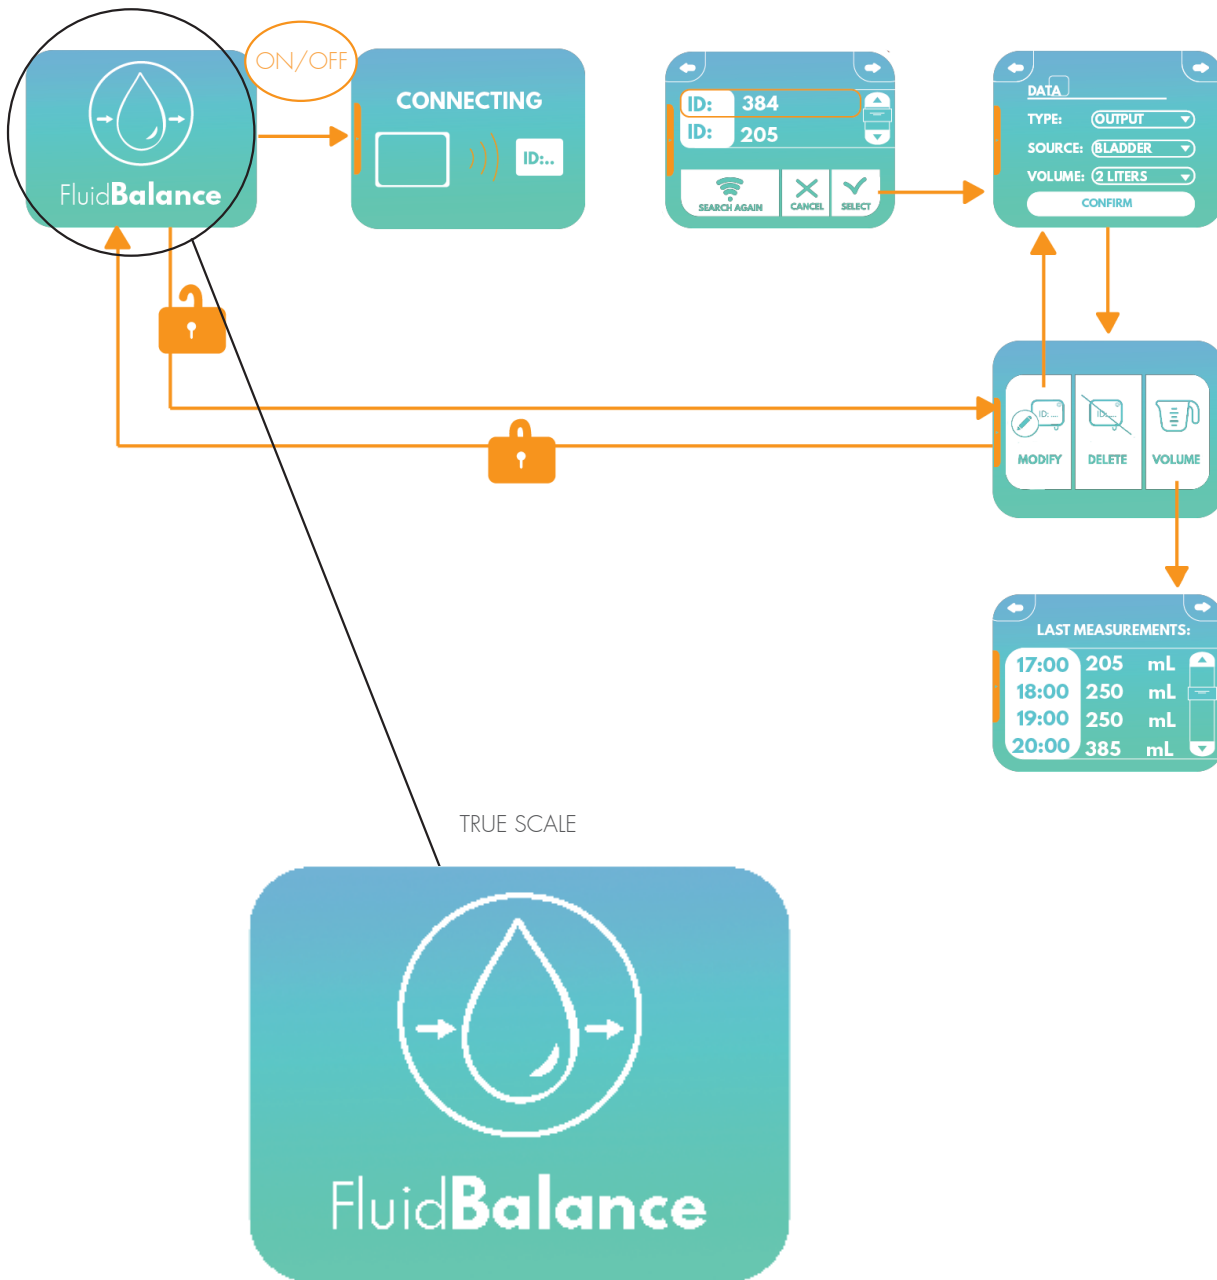 ON/OFF
FluidBalance
CONNECTING
ID:..
ID: 384
ID: 205
SEARCH AGAIN
CANCEL
SELECT
DATA
TYPE: OUTPUT
SOURCE: BLADDER
VOLUME: 2 LITERS
CONFIRM
ID: ....
ID:....
MODIFY
DELETE
VOLUME
LAST MEASUREMENTS:
17:00 205 mL
18:00 250 mL
19:00 250 mL
20:00 385 mL
TRUE SCALE
FluidBalance